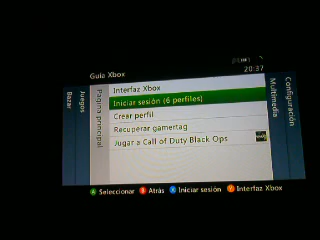 20:37
Guía Xbox
Bazar
Juegos
Página principal
Interfaz Xbox
Iniciar sesión (6 perfiles)
Crear perfil
Recuperar gamertag
Jugar a Call of Duty Black Ops
Multimedia
Configuración
A Seleccionar B Atrás X Iniciar sesión Y Interfaz Xbox